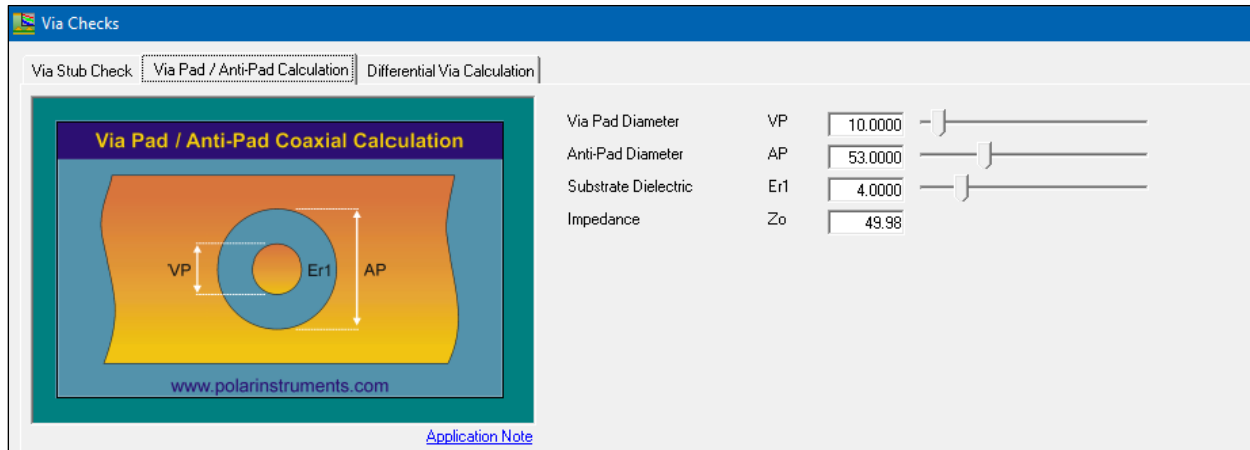 Via Checks
Via Stub Check Via Pad / Anti-Pad Calculation Differential Via Calculation
Via Pad / Anti-Pad Coaxial Calculation
VP Er1 AP
www.polarinstruments.com
Application Note
Via Pad Diameter VP 10.0000
Anti-Pad Diameter AP 53.0000
Substrate Dielectric Er1 4.0000
Impedance Zo 49.98